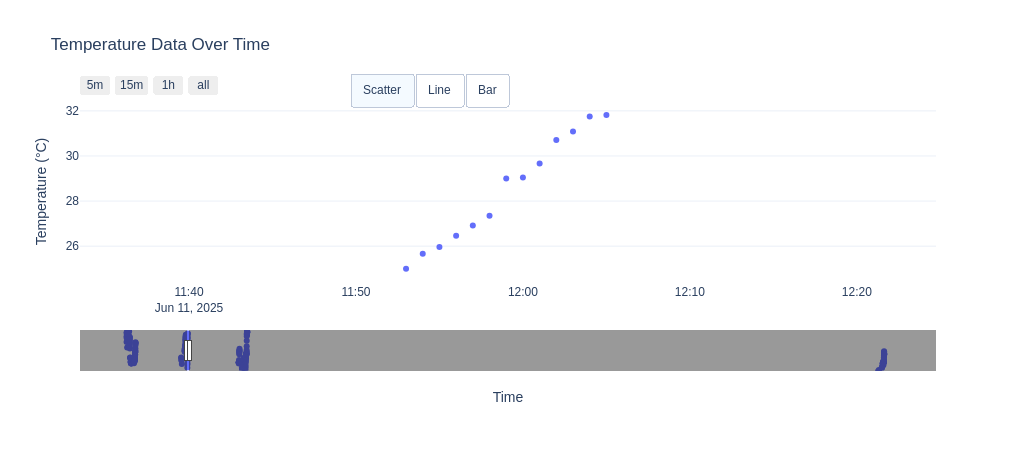 Temperature Data Over Time
5m 15m 1h all
Scatter Line Bar
32
30
28
26
Temperature (°C)
11:40 11:50 12:00 12:10 12:20
Jun 11, 2025
Time